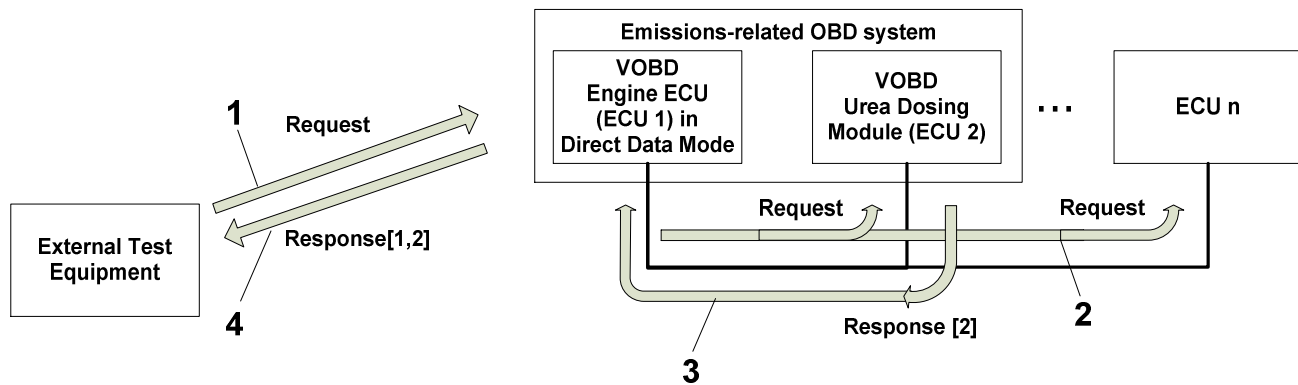 Emissions-related OBD system
VOBD
Engine ECU
(ECU 1) in
Direct Data Mode
VOBD
Urea Dosing
Module (ECU 2)
...
ECU n
1
Request
External Test
Equipment
Response[1,2]
4
Request
Request
Response [2]
2
3